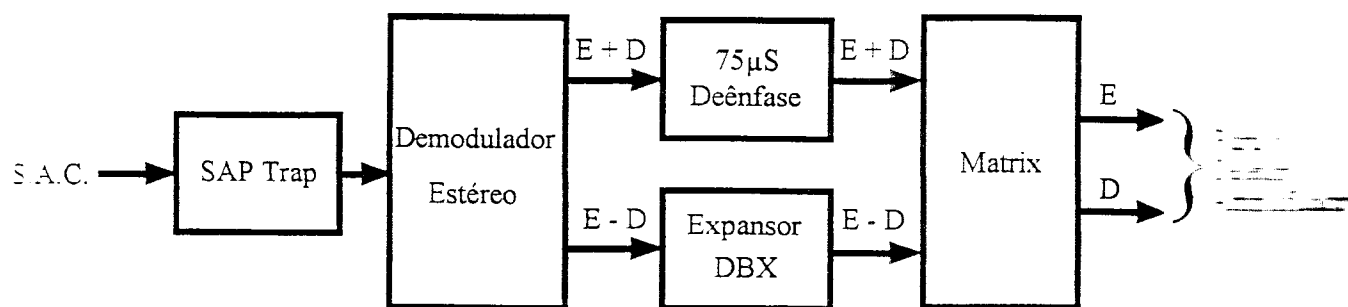 S.A.C.
SAP Trap
Demodulador
Estéreo
E + D
E - D
75µS
Deênfase
Expansor
DBX
E + D
E - D
Matrix
E
D